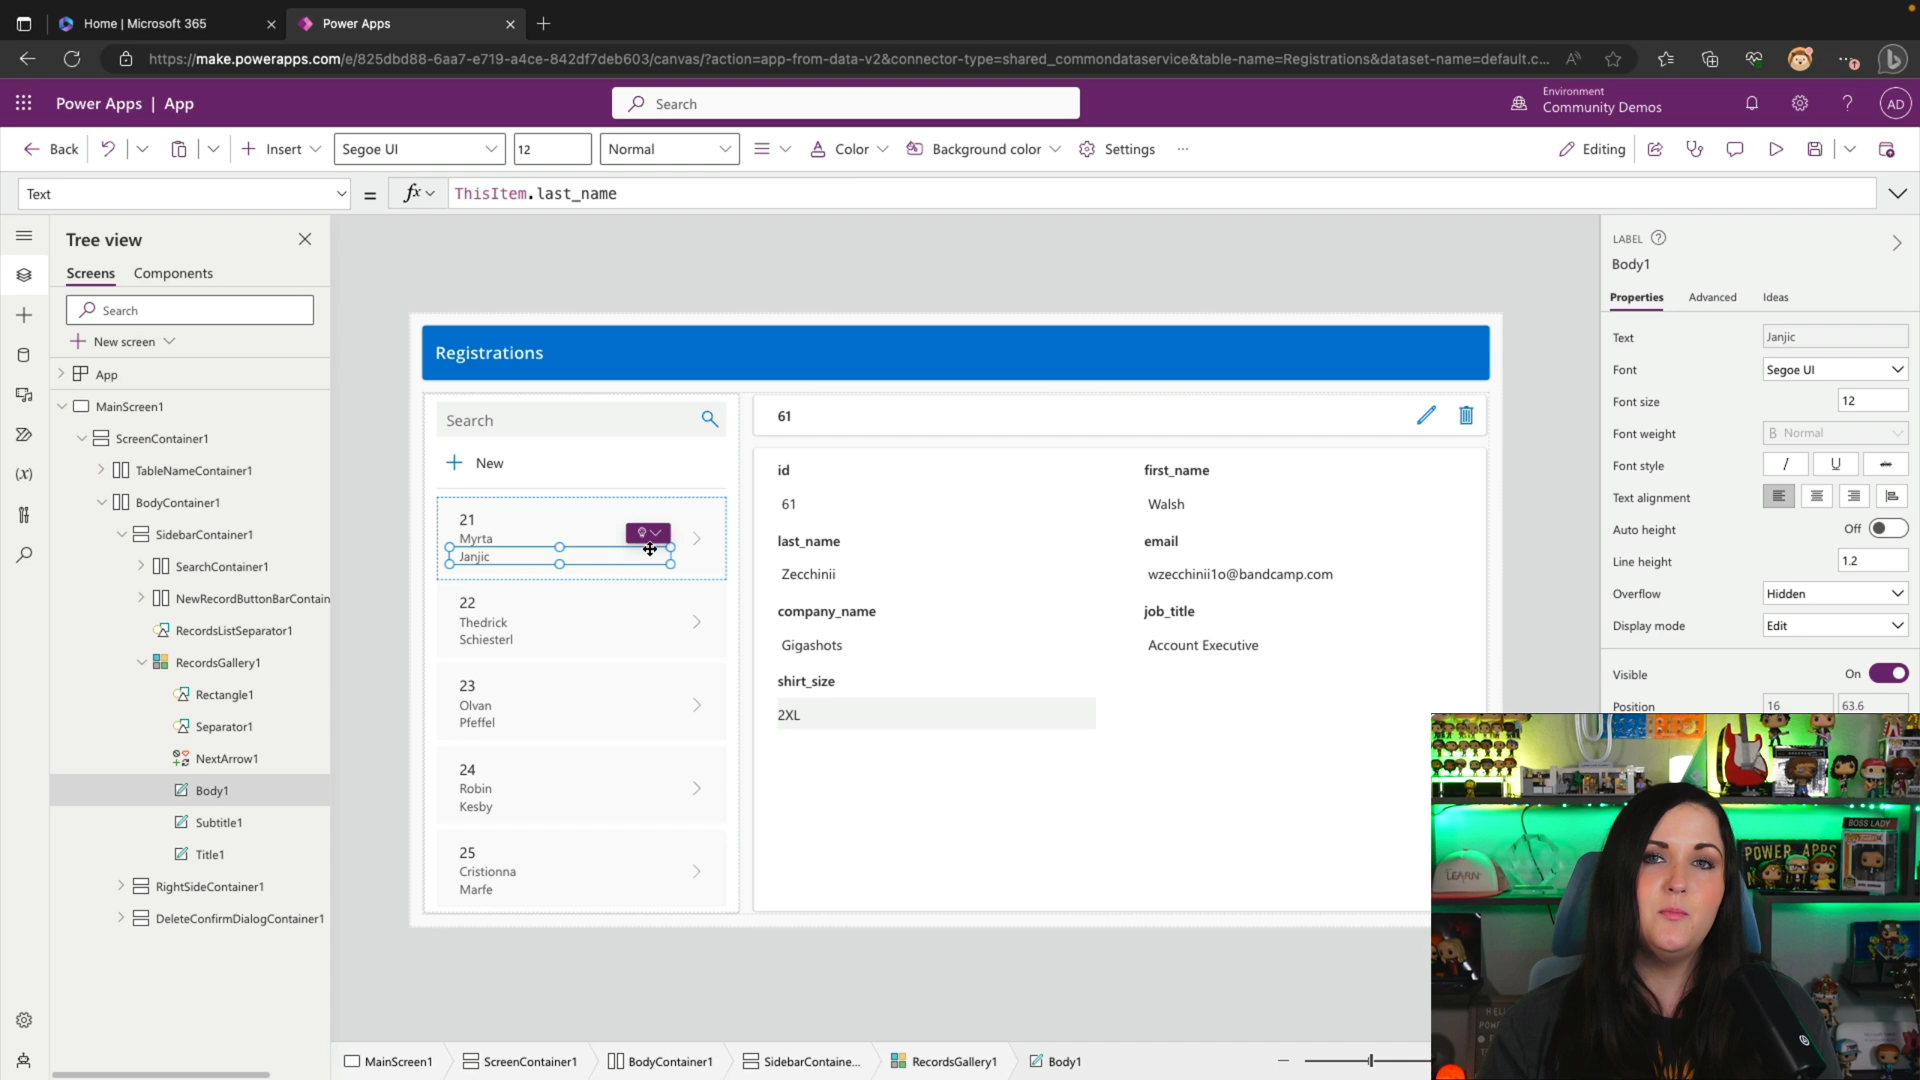 Home | Microsoft 365
Power Apps
https://make.powerapps.com/e/825dbd88-6aa7-e719-a4ce-842df7deb603/canvas/?action=app-from-data-v2&connector-type=shared_commondataservice&table-name=Registrations&dataset-name=default.c...
Power Apps | App
Search
Environment
Community Demos
AD
Back
Insert
Segoe UI
12
Normal
Color
Background color
Settings
Editing
Text
=
fx
ThisItem.last_name
Tree view
Screens
Components
Search
New screen
App
MainScreen1
ScreenContainer1
TableNameContainer1
BodyContainer1
SidebarContainer1
SearchContainer1
NewRecordButtonBarContain
RecordsListSeparator1
RecordsGallery1
Rectangle1
Separator1
NextArrow1
Body1
Subtitle1
Title1
RightSideContainer1
DeleteConfirmDialogContainer1
Registrations
Search
New
21
Myrta
Janjic
22
Thedrick
Schiesterl
23
Olvan
Pfeffel
24
Robin
Kesby
25
Cristionna
Marfe
61
id
61
first_name
Walsh
last_name
Zecchinii
email
wzecchinii1o@bandcamp.com
company_name
Gigashots
job_title
Account Executive
shirt_size
2XL
LABEL
Body1
Properties
Advanced
Ideas
Text
Janjic
Font
Segoe UI
Font size
12
Font weight
B Normal
Font style
Text alignment
Auto height
Off
Line height
1.2
Overflow
Hidden
Display mode
Edit
Visible
On
Position
16
63.6
BOSS LADY
POWER APPS
LEARN
MainScreen1
ScreenContainer1
BodyContainer1
SidebarContaine...
RecordsGallery1
Body1